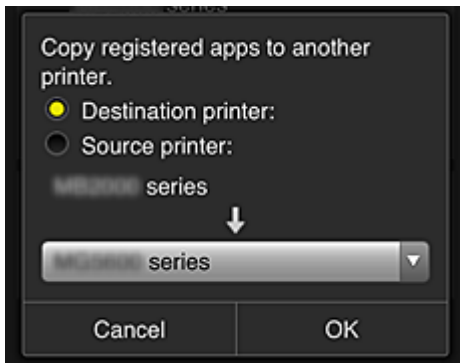 Copy registered apps to another
printer.
Destination printer:
Source printer:
series
series
Cancel OK